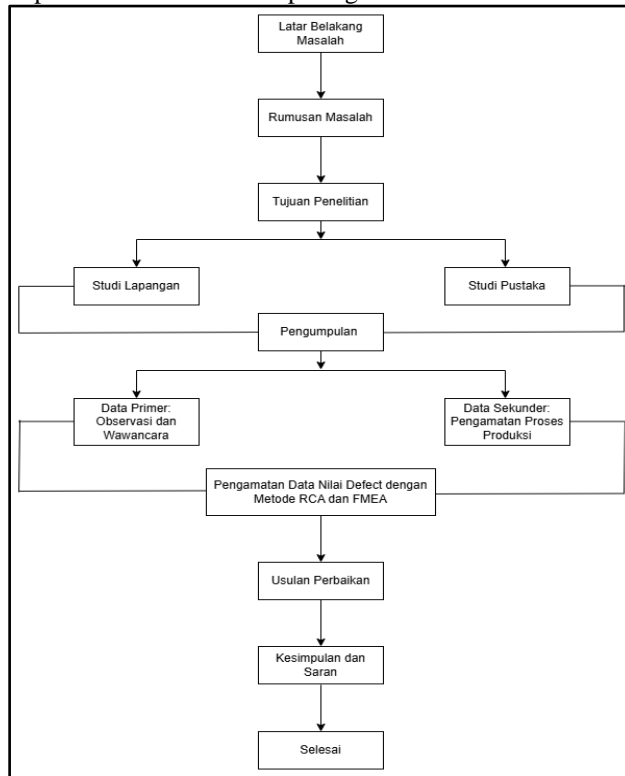 Latar Belakang
Masalah
Rumusan Masalah
Tujuan Penelitian
Studi Lapangan
Studi Pustaka
Pengumpulan
Data Primer:
Observasi dan
Wawancara
Data Sekunder:
Pengamatan Proses
Produksi
Pengamatan Data Nilai Defect dengan
Metode RCA dan FMEA
Usulan Perbaikan
Kesimpulan dan
Saran
Selesai